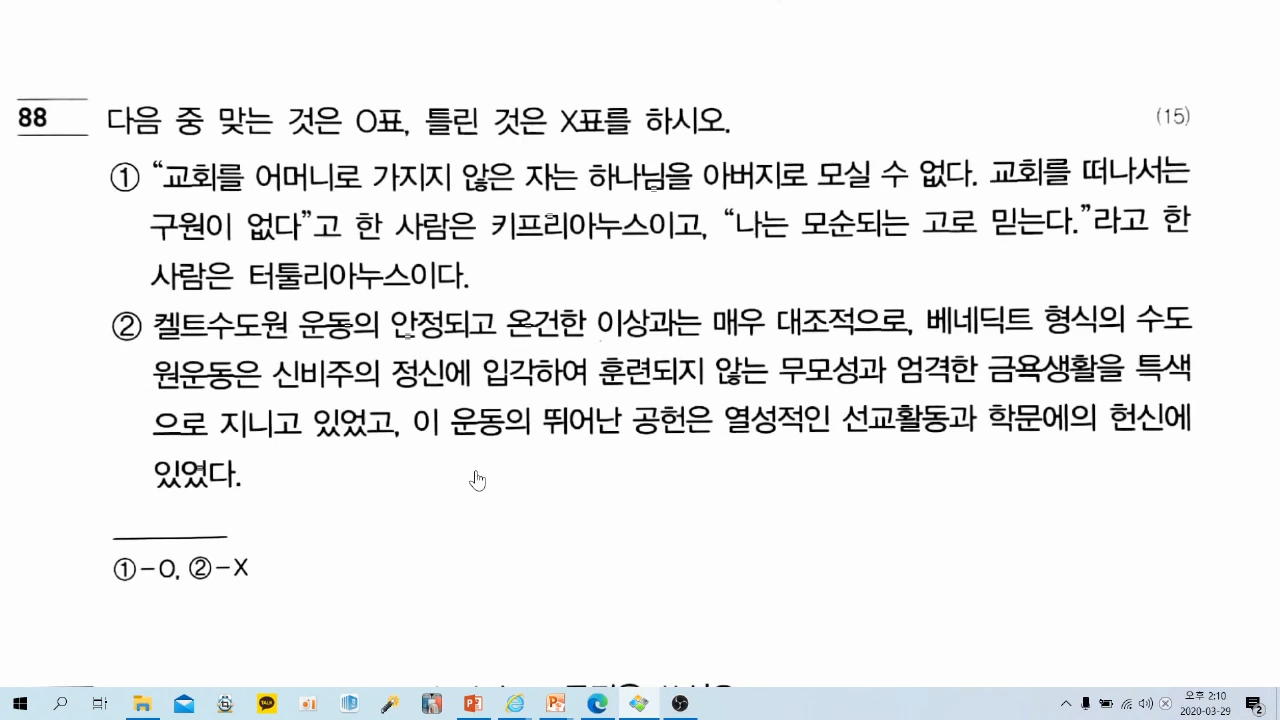 88 다음 중 맞는 것은 O표, 틀린 것은 X표를 하시오. (15)
① “교회를 어머니로 가지지 않은 자는 하나님을 아버지로 모실 수 없다. 교회를 떠나서는
구원이 없다”고 한 사람은 키프리아누스이고, “나는 모순되는 고로 믿는다.”라고 한
사람은 터툴리아누스이다.
② 켈트수도원 운동의 안정되고 온건한 이상과는 매우 대조적으로, 베네딕트 형식의 수도
원운동은 신비주의 정신에 입각하여 훈련되지 않는 무모성과 엄격한 금욕생활을 특색
으로 지니고 있었고, 이 운동의 뛰어난 공헌은 열성적인 선교활동과 학문에의 헌신에
있었다.
①-O, ②-X
오후 2:10
2020-03-29
2